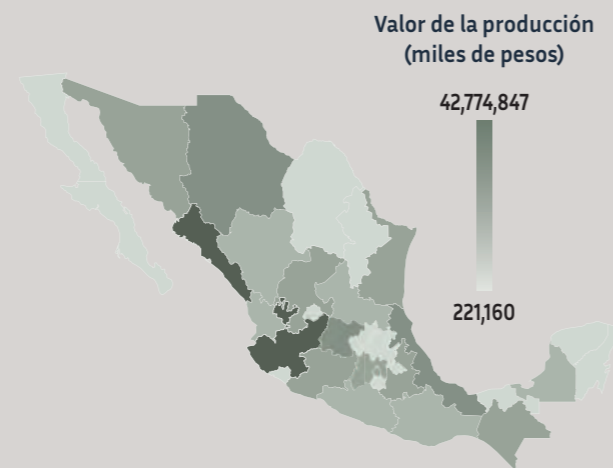 Valor de la producción
(miles de pesos)
42,774,847
221,160